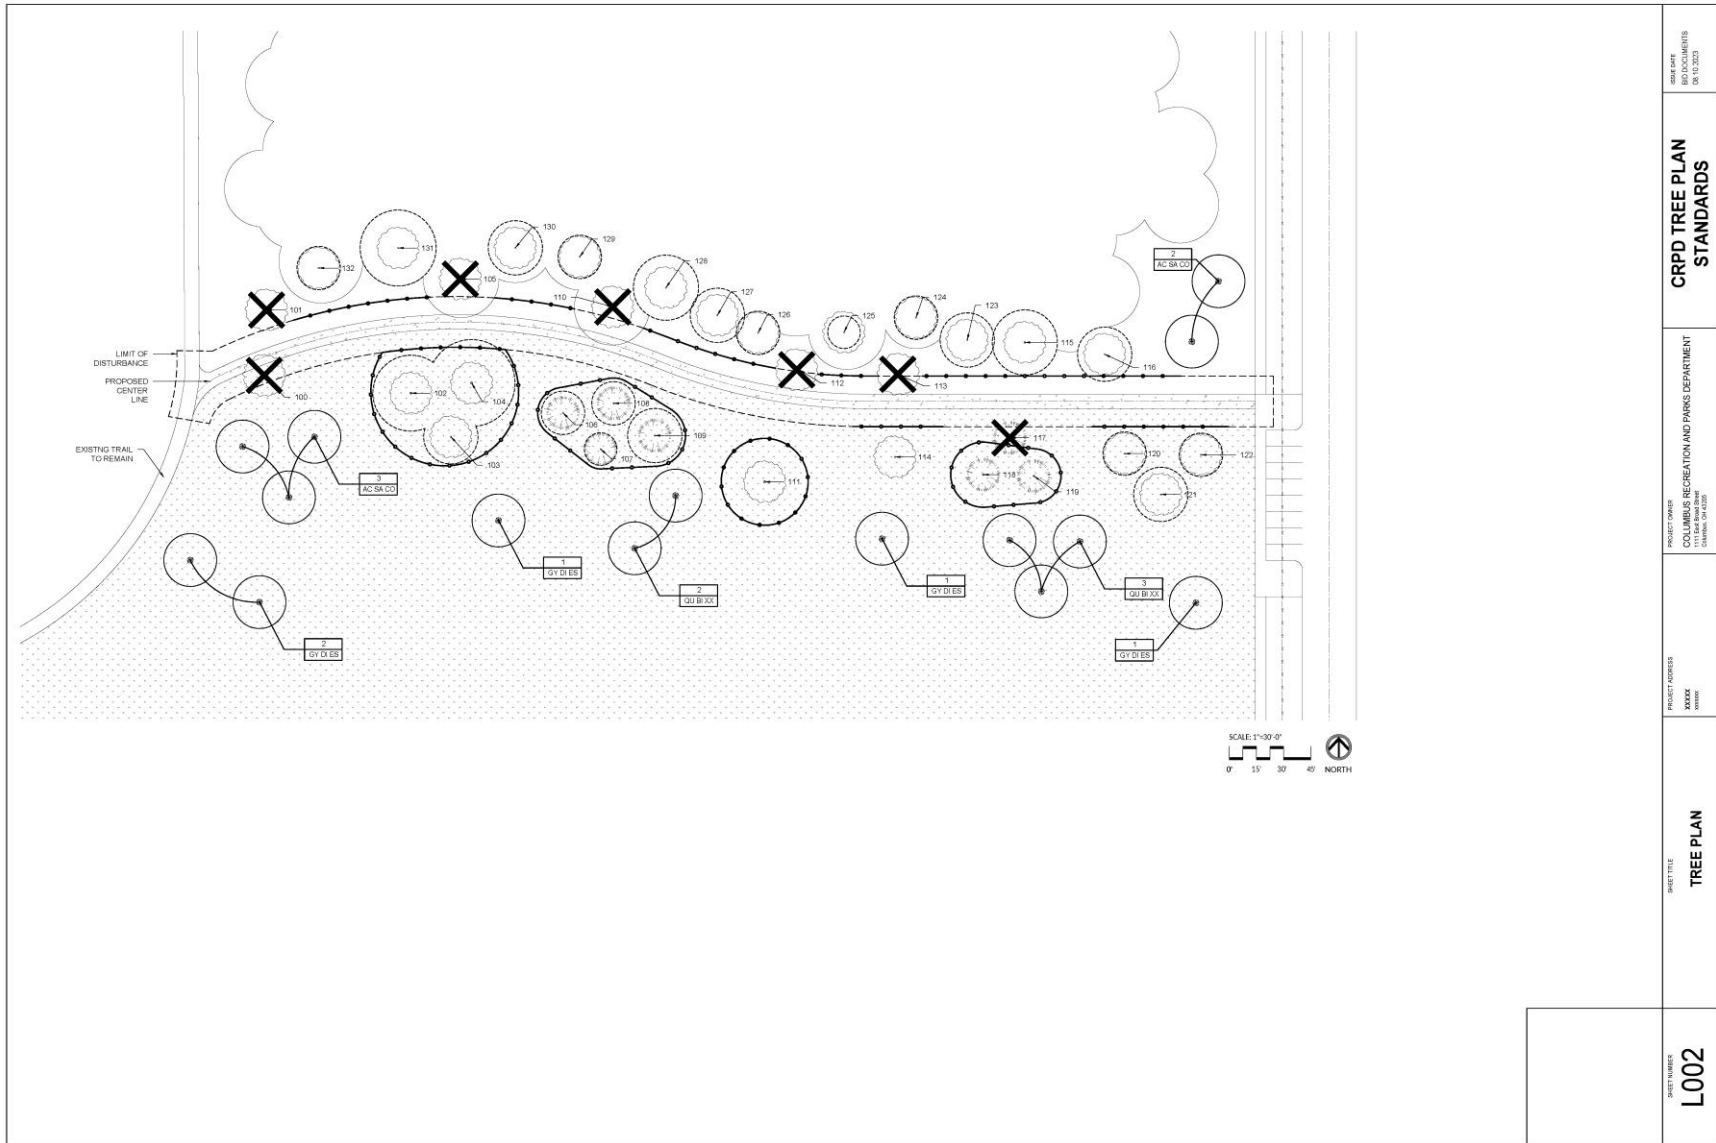 130
129
131
132
105
128
110
101
127
126
124
125
123
115
116
112
113
2
AC SA CO
LIMIT OF
DISTURBANCE
PROPOSED
CENTER
LINE
EXISTNG TRAIL
TO REMAIN
100
102
104
103
108
106
109
107
111
114
117
118
119
120
121
122
3
AC SA CO
1
GY DI ES
2
QU BI XX
1
GY DI ES
3
QU BI XX
2
GY DI ES
1
GY DI ES
SCALE: 1"=30'-0"
0' 15' 30' 45'
NORTH
ISSUE DATE
BID DOCUMENTS
08.10.2023
CRPD TREE PLAN
STANDARDS
PROJECT OWNER
COLUMBUS RECREATION AND PARKS DEPARTMENT
1111 East Broad Street
Columbus, OH 43205
PROJECT ADDRESS
XXXXX
xxxxxxx
SHEET TITLE
TREE PLAN
SHEET NUMBER
L002